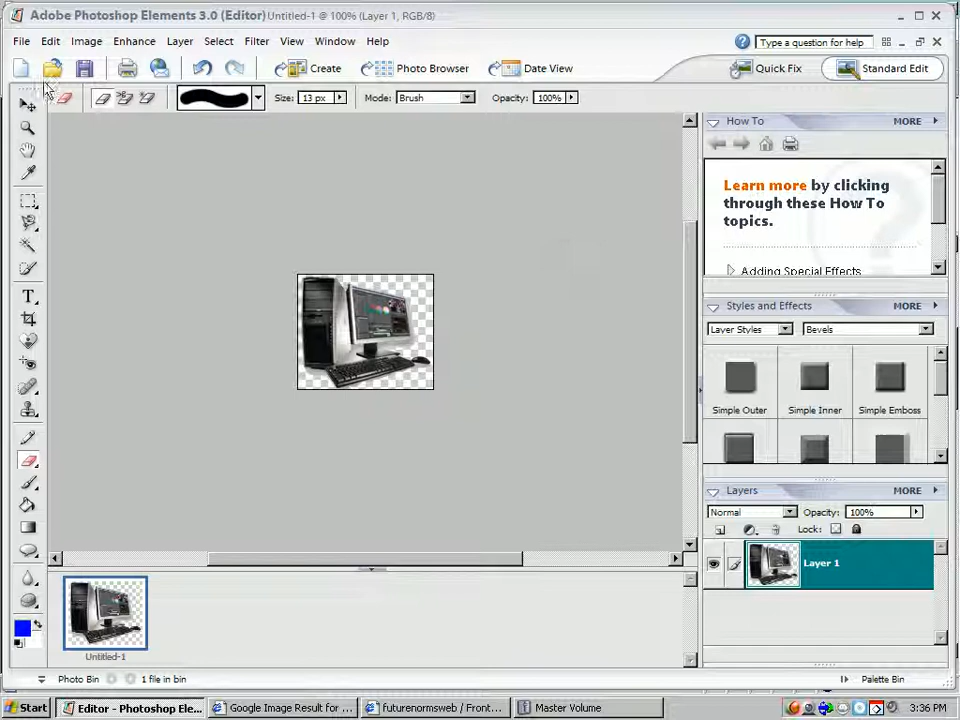 Adobe Photoshop Elements 3.0 (Editor) Untitled-1 @ 100% (Layer 1, RGB/8)
File Edit Image Enhance Layer Select Filter View Window Help
Type a question for help
Create Photo Browser Date View Quick Fix Standard Edit
Size: 13 px Mode: Brush Opacity: 100%
How To MORE
Learn more by clicking
through these How To
topics.
Adding Special Effects
Styles and Effects MORE
Layer Styles Bevels
Simple Outer Simple Inner Simple Emboss
Layers MORE
Normal Opacity: 100%
Lock:
Layer 1
Untitled-1
Photo Bin 1 file in bin Palette Bin
Start Editor - Photoshop Ele... Google Image Result for ... futurenormsweb / Front... Master Volume 3:36 PM